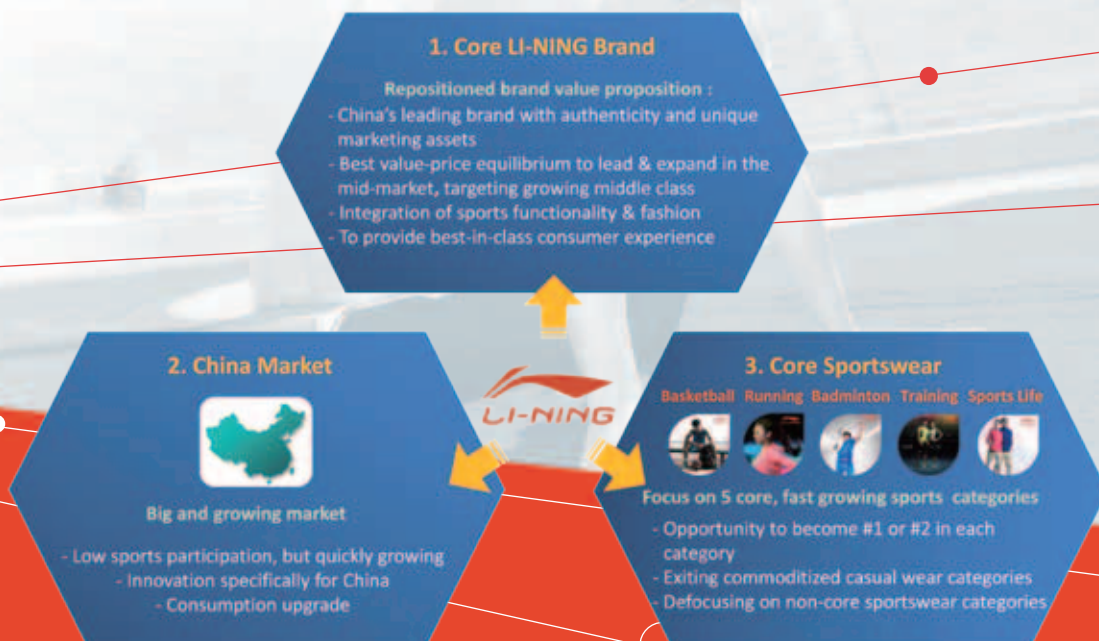 1. Core LI-NING Brand
Repositioned brand value proposition :
- China's leading brand with authenticity and unique
marketing assets
- Best value-price equilibrium to lead & expand in the
mid-market, targeting growing middle class
- Integration of sports functionality & fashion
- To provide best-in-class consumer experience
LI-NING
2. China Market
Big and growing market
- Low sports participation, but quickly growing
- Innovation specifically for China
- Consumption upgrade
3. Core Sportswear
Basketball Running Badminton Training Sports Life
Focus on 5 core, fast growing sports categories
- Opportunity to become #1 or #2 in each
category
- Exiting commoditized casual wear categories
- Defocusing on non-core sportswear categories